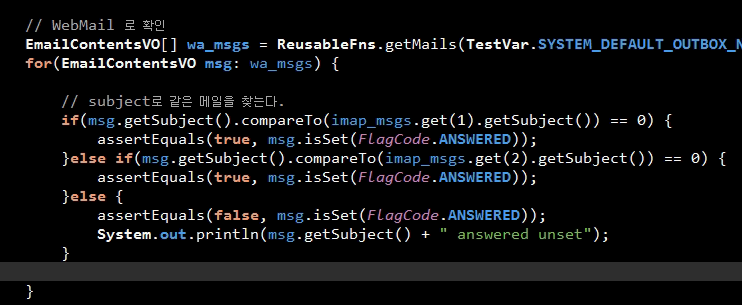 // WebMail 로 확인
EmailContentsVO[] wa_msgs = ReusableFns.getMails(TestVar.SYSTEM_DEFAULT_OUTBOX_N
for(EmailContentsVO msg: wa_msgs) {
// subject로 같은 메일을 찾는다.
if(msg.getSubject().compareTo(imap_msgs.get(1).getSubject()) == 0) {
assertEquals(true, msg.isSet(FlagCode.ANSWERED));
}else if(msg.getSubject().compareTo(imap_msgs.get(2).getSubject()) == 0) {
assertEquals(true, msg.isSet(FlagCode.ANSWERED));
}else {
assertEquals(false, msg.isSet(FlagCode.ANSWERED));
System.out.println(msg.getSubject() + " answered unset");
}
}